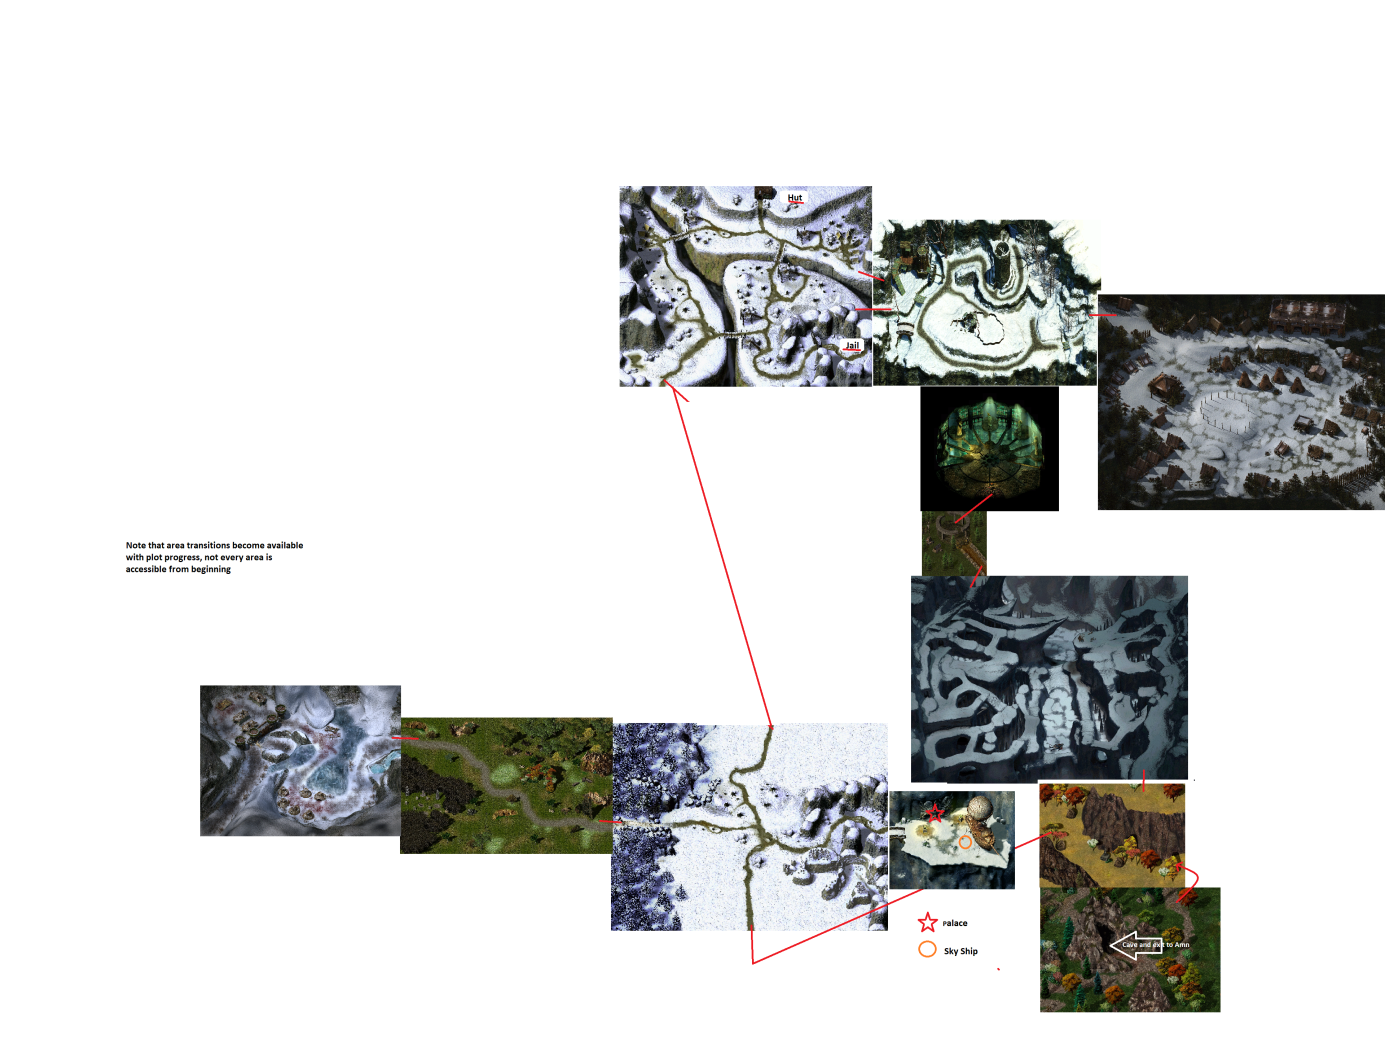 Hut
Jail
Note that area transitions become available
with plot progress, not every area is
accessible from beginning
Palace
Cave and exit to Amn
Sky Ship